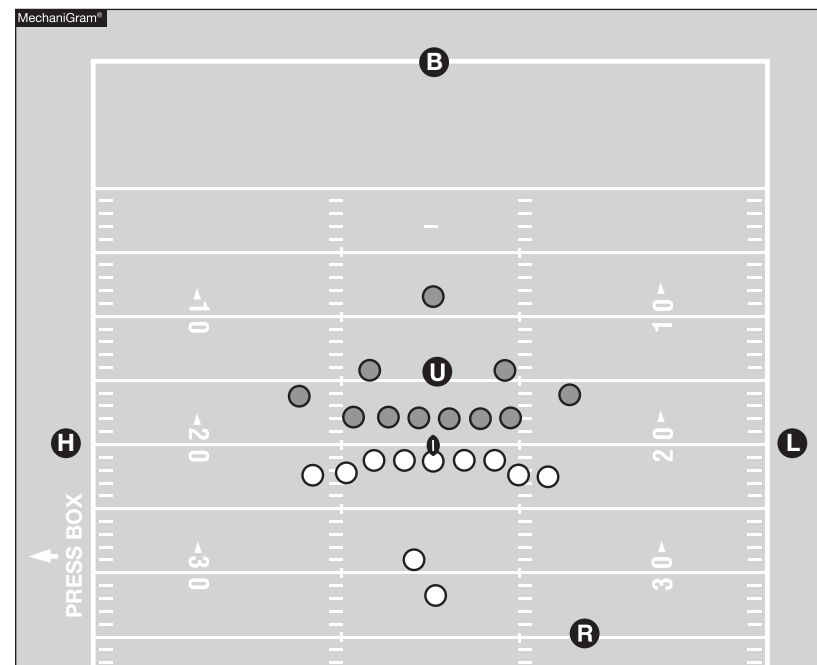 MechaniGram®
B
◄10
10►
U
◄20
20►
H
L
◄30
30►
PRESS BOX
R